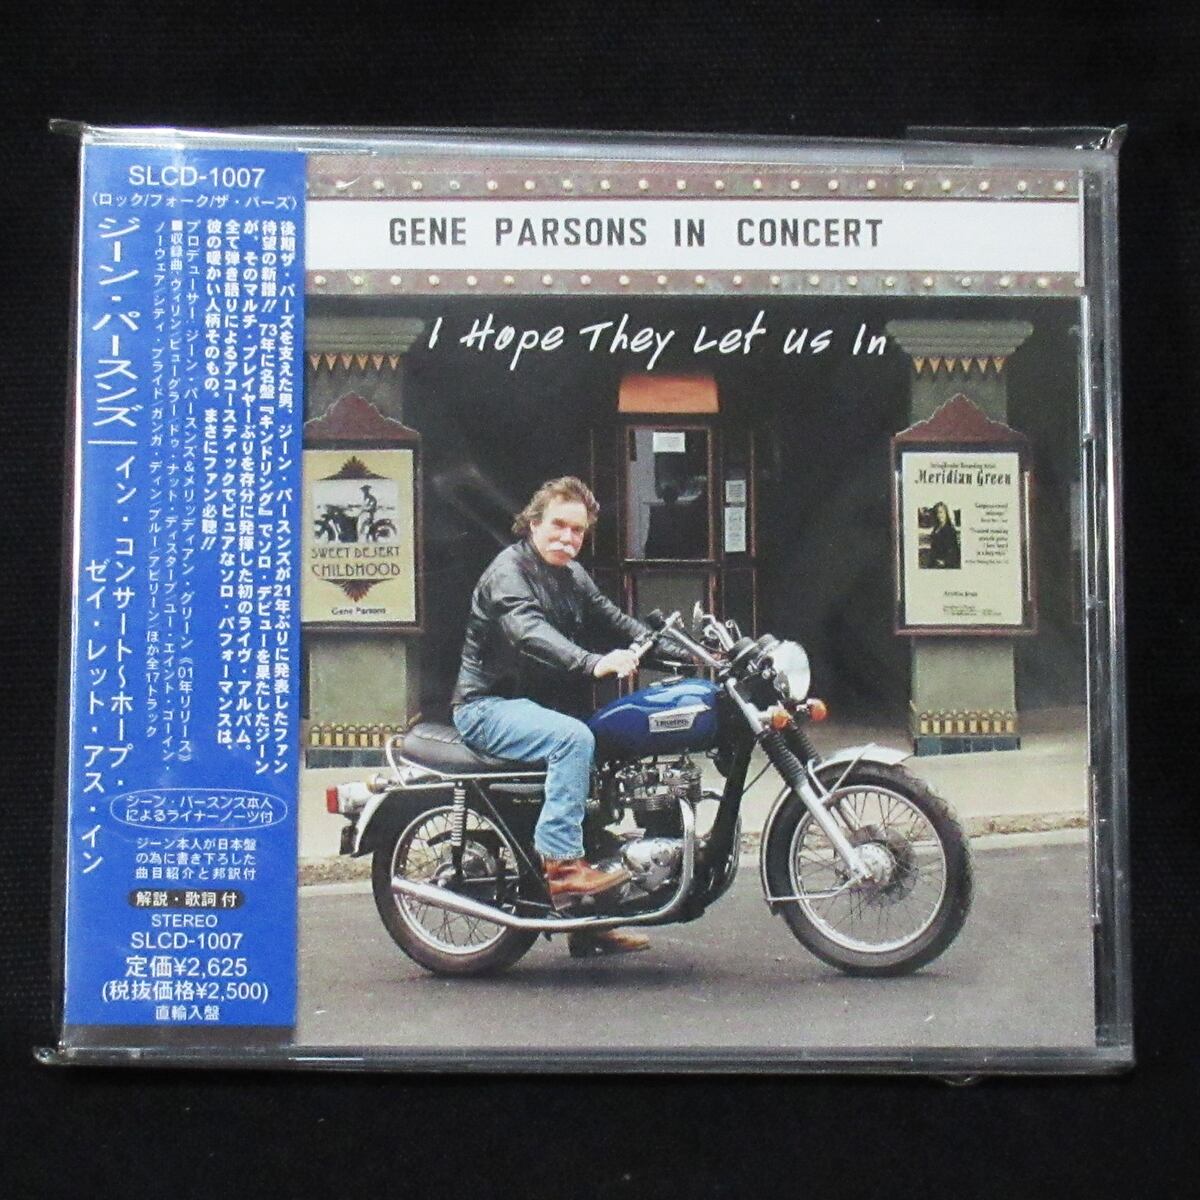 SLCD-1007
(ロック/フォーク/ザ・バーズ)
後期ザ・バーズを支えた男、ジーン・パースンズが21年ぶりに発表したファン
待望の新譜!! 73年に名盤『キンドリング』でソロ・デビューを果たしたジーン
が、そのマルチ・プレイヤーぶりを存分に発揮した初のライヴ・アルバム。
全て弾き語りによるアコースティックでピュアなソロ・パフォーマンスは、
彼の暖かい人柄そのもの。まさにファン必聴!!
プロデューサー:ジーン・パースンズ&メリッディアン・グリーン《01年リリース》
■収録曲:ウィリン/ビューグラー/ドゥ・ナット・ディスターブ/ユー・エイント・ゴーイン・
ノーウェア/シティ・プライド/ガンガ・ディン/ブルー/アビリーン/ほか全17トラック
ジーン・パースンズ|イン・コンサート〜ホープ・
ゼイ・レット・アス・イン
ジーン・パースンズ本人
によるライナーノーツ付
ジーン本人が日本盤
の為に書き下ろした
曲目紹介と邦訳付
解説・歌詞付
STEREO
SLCD-1007
定価¥2,625
(税抜価格¥2,500)
直輸入盤
GENE PARSONS IN CONCERT
I Hope They Let us In
SWEET DESERT
CHILDHOOD
Gene Parsons
StringBender Recording Artist
Meridian Green
TRIUMPH